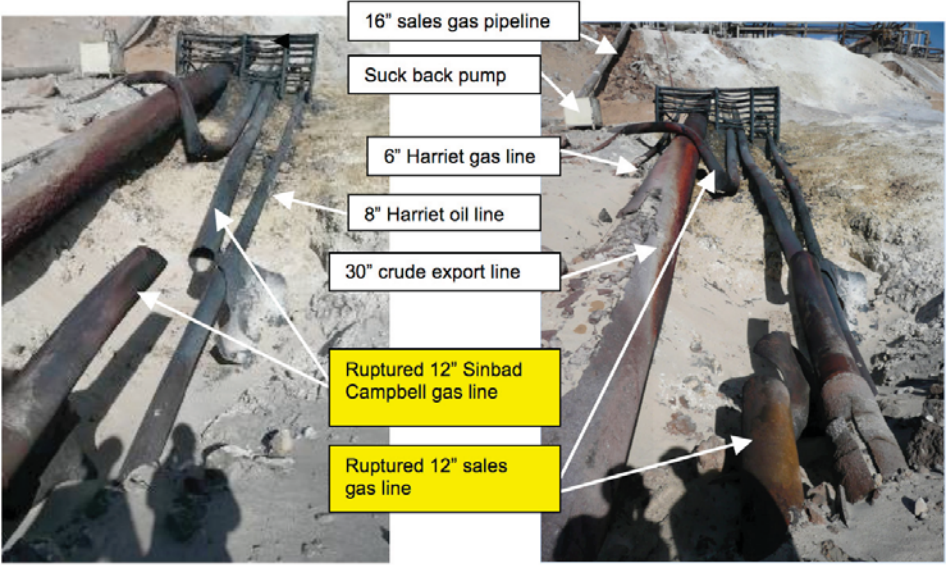 16” sales gas pipeline
Suck back pump
6” Harriet gas line
8” Harriet oil line
30” crude export line
Ruptured 12” Sinbad
Campbell gas line
Ruptured 12” sales
gas line